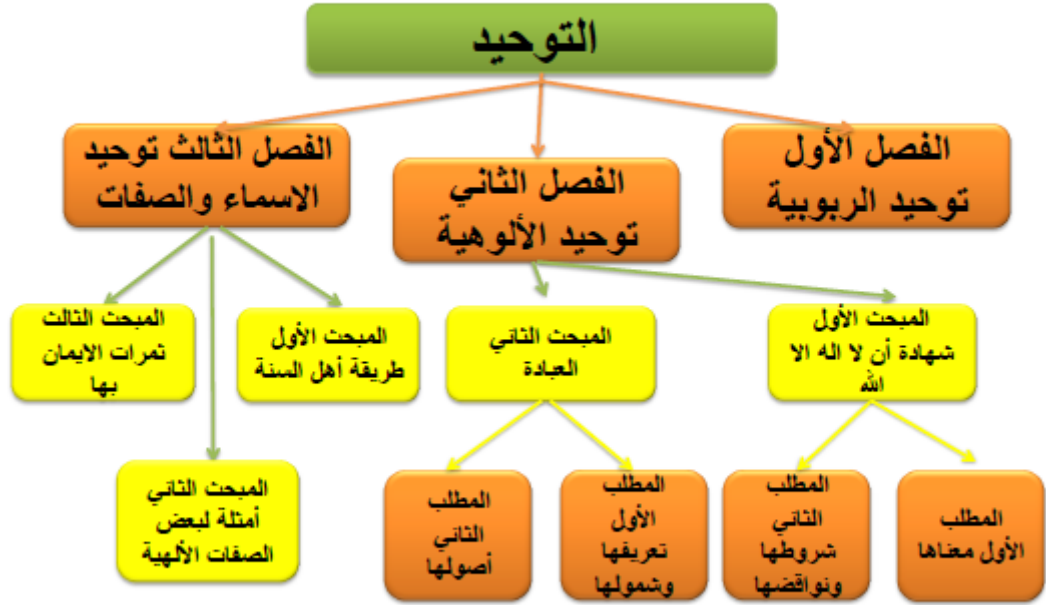 التوحيد
الفصل الأول
توحيد الربوبية
الفصل الثاني
توحيد الألوهية
الفصل الثالث توحيد
الاسماء والصفات
المبحث الأول
شهادة أن لا اله الا
الله
المبحث الثاني
العبادة
المبحث الأول
طريقة أهل السنة
المبحث الثالث
ثمرات الايمان
بها
المطلب
الأول معناها
المطلب
الثاني
شروطها
ونواقضها
المطلب
الأول
تعريفها
وشمولها
المطلب
الثاني
أصولها
المبحث الثاني
أمثلة لبعض
الصفات الألهية